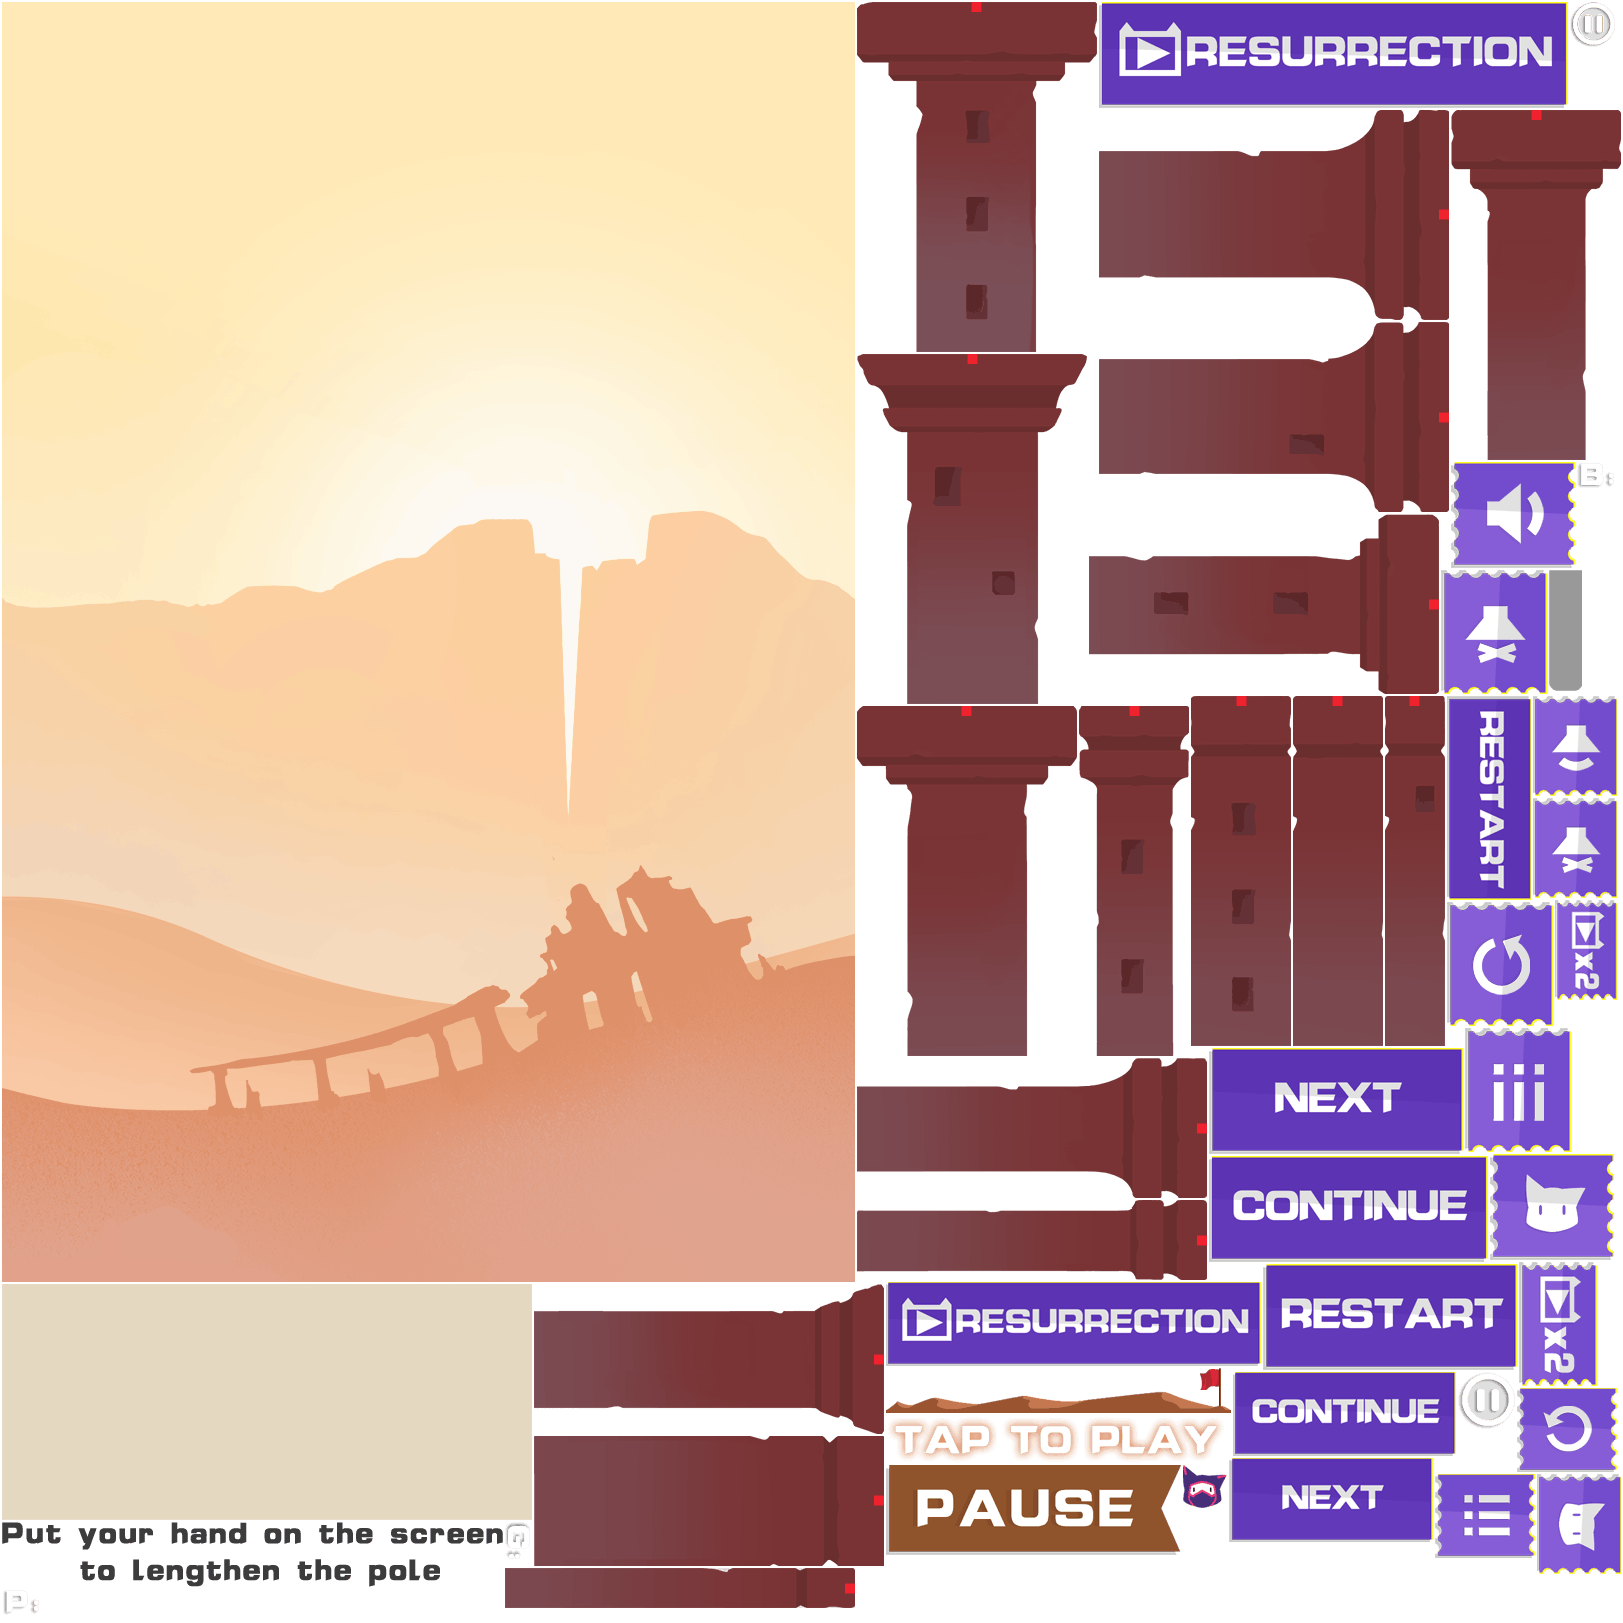 RESURRECTION
B:
RESTART
x2
NEXT
CONTINUE
RESURRECTION
RESTART
x2
TAP TO PLAY
CONTINUE
PAUSE
NEXT
Put your hand on the screen
to lengthen the pole
G:
P: